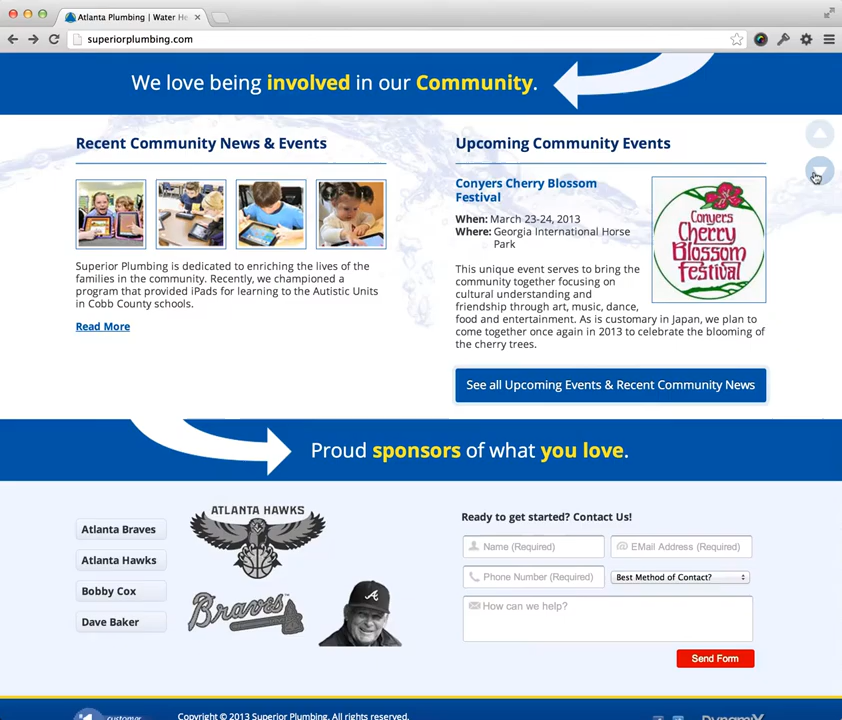 Atlanta Plumbing | Water He
superiorplumbing.com
We love being involved in our Community.
Recent Community News & Events
Superior Plumbing is dedicated to enriching the lives of the
families in the community. Recently, we championed a
program that provided iPads for learning to the Autistic Units
in Cobb County schools.
Read More
Upcoming Community Events
Conyers Cherry Blossom
Festival
When: March 23-24, 2013
Where: Georgia International Horse
Park
Conyers
Cherry
Blossom
festival
This unique event serves to bring the
community together focusing on
cultural understanding and
friendship through art, music, dance,
food and entertainment. As is customary in Japan, we plan to
come together once again in 2013 to celebrate the blooming of
the cherry trees.
See all Upcoming Events & Recent Community News
Proud sponsors of what you love.
Atlanta Braves
Atlanta Hawks
Bobby Cox
Dave Baker
ATLANTA HAWKS
Braves
A
Ready to get started? Contact Us!
Name (Required)
@ EMail Address (Required)
Phone Number (Required)
Best Method of Contact?
How can we help?
Send Form
customer
Copyright © 2013 Superior Plumbing. All rights reserved.